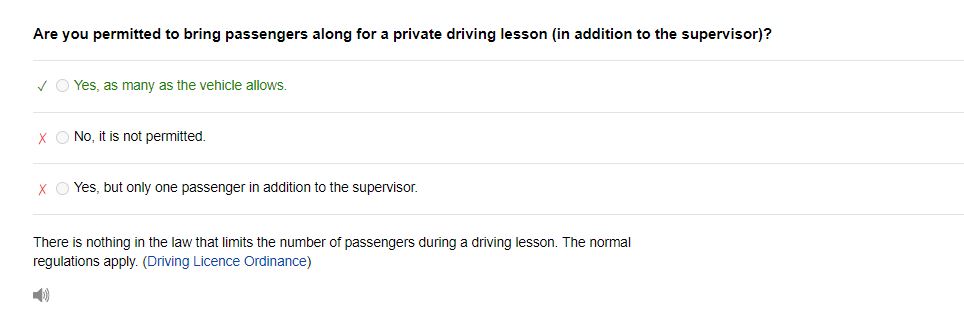 Are you permitted to bring passengers along for a private driving lesson (in addition to the supervisor)?
Yes, as many as the vehicle allows.
No, it is not permitted.
Yes, but only one passenger in addition to the supervisor.
There is nothing in the law that limits the number of passengers during a driving lesson. The normal
regulations apply. (Driving Licence Ordinance)